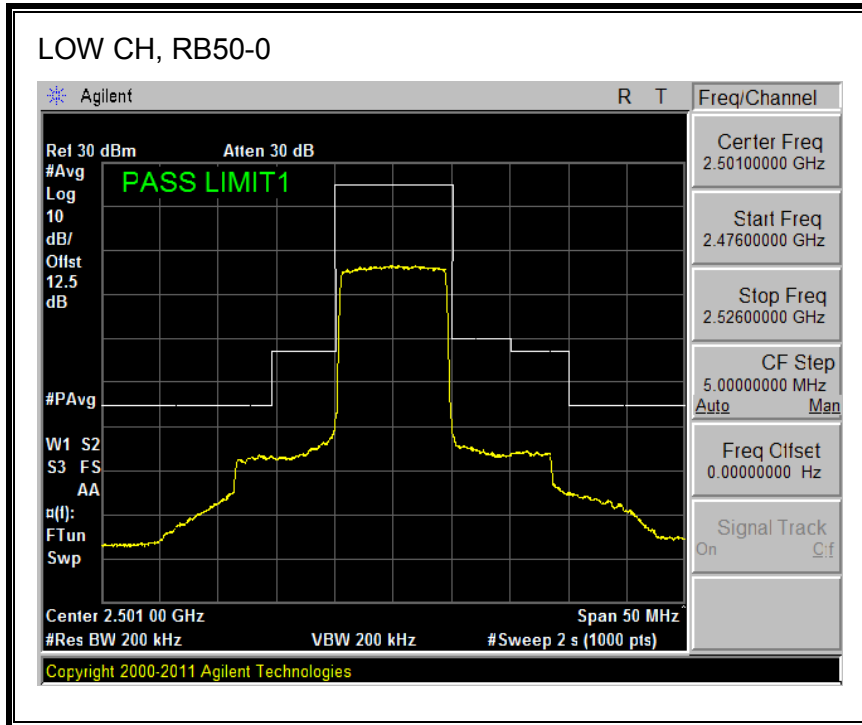 LOW CH, RB50-0
Agilent R T
Freq/Channel
Ref 30 dBm Atten 30 dB
#Avg
Log
10
dB/
Offst
12.5
dB
PASS LIMIT1
#PAvg
W1 S2
S3 FS
AA
¤(f):
FTun
Swp
Center 2.501 00 GHz Span 50 MHz^
#Res BW 200 kHz VBW 200 kHz #Sweep 2 s (1000 pts)
Copyright 2000-2011 Agilent Technologies
Center Freq
2.50100000 GHz
Start Freq
2.47600000 GHz
Stop Freq
2.52600000 GHz
CF Step
5.00000000 MHz
Auto Man
Freq Offset
0.00000000 Hz
Signal Track
On Off